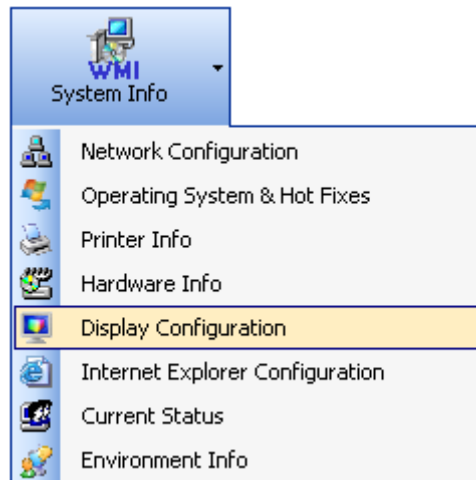 WMI
System Info
Network Configuration
Operating System & Hot Fixes
Printer Info
Hardware Info
Display Configuration
Internet Explorer Configuration
Current Status
Environment Info